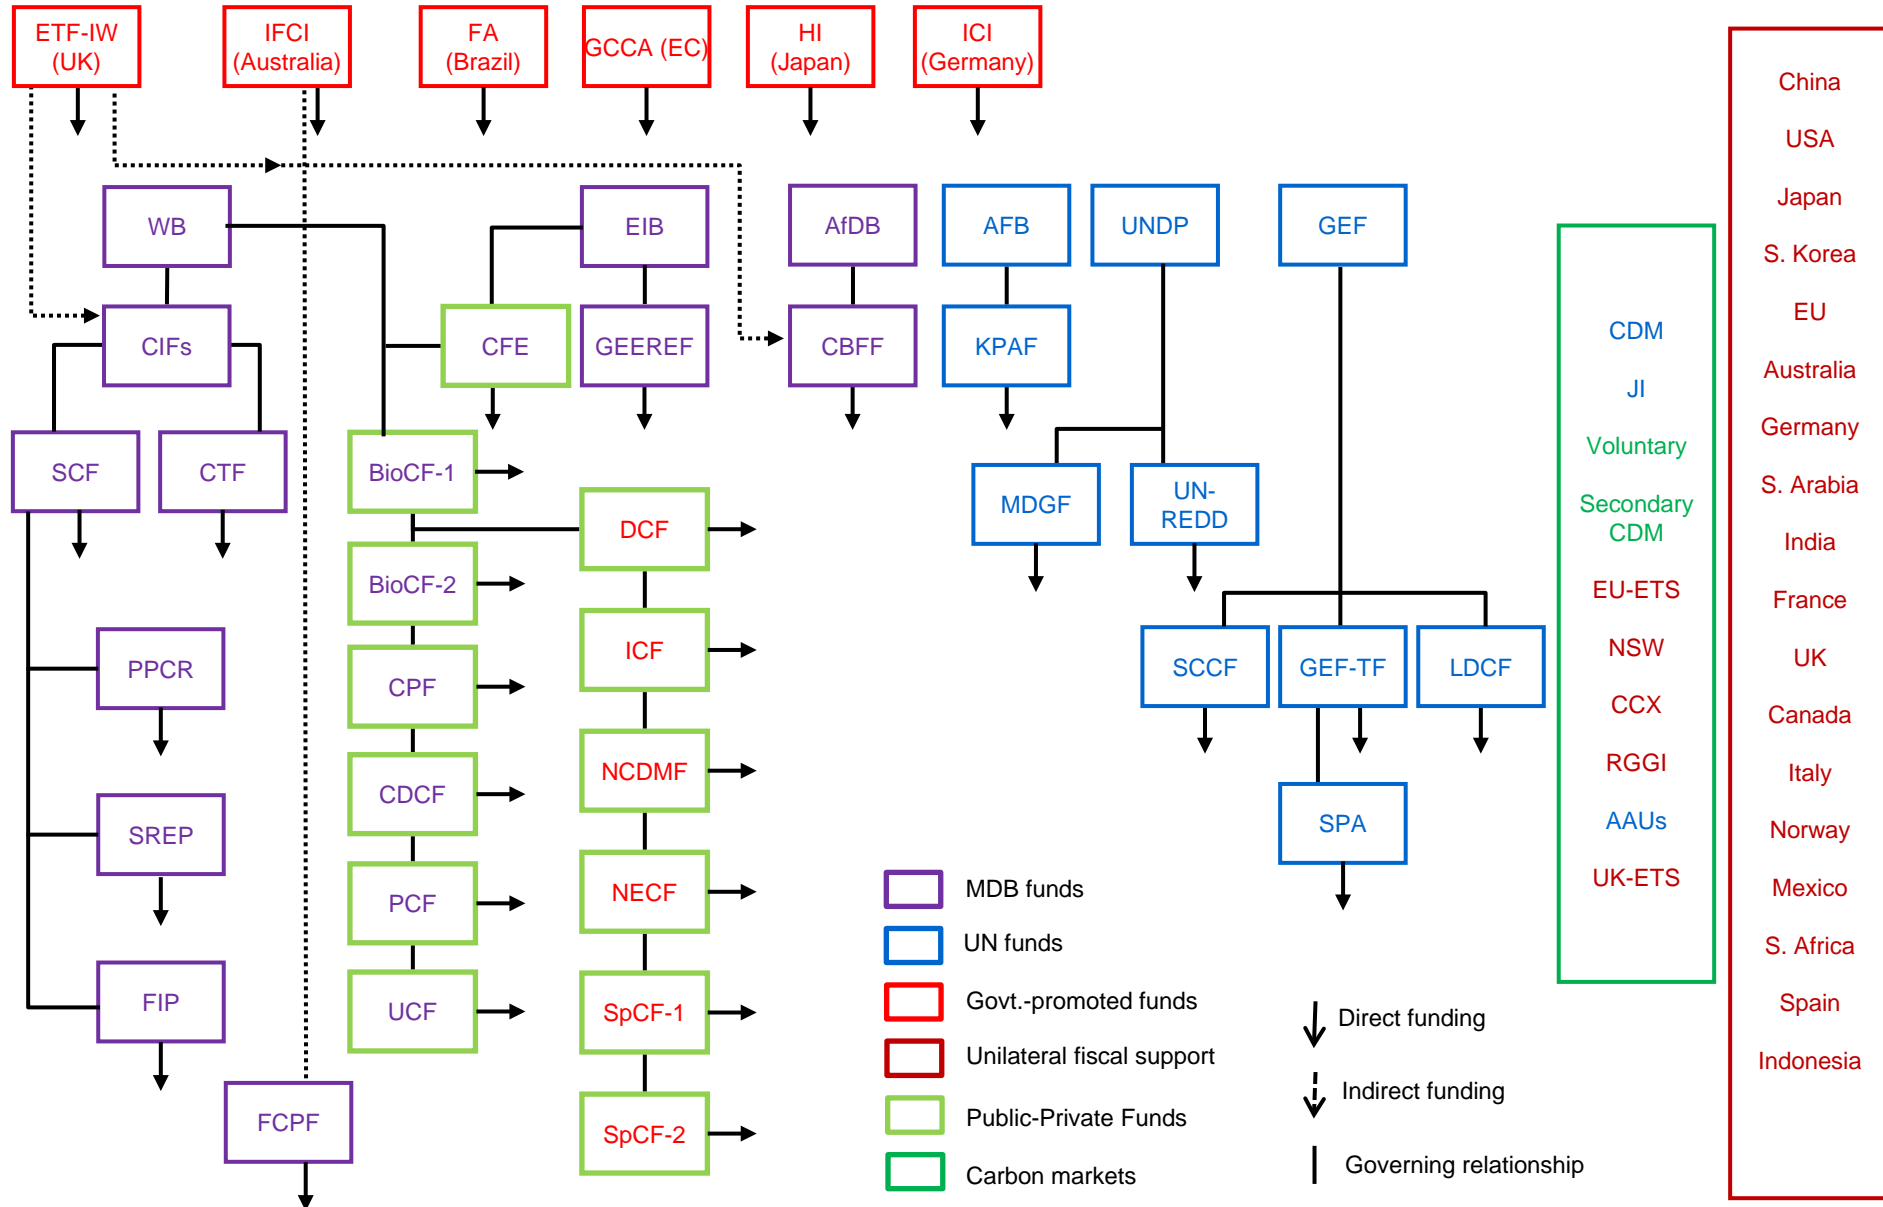 ETF-IW
(UK)
IFCI
(Australia)
FA
(Brazil)
GCCA (EC)
HI
(Japan)
ICI
(Germany)
WB
EIB
AfDB
AFB
UNDP
GEF
CIFs
CFE
GEEREF
CBFF
KPAF
SCF
CTF
BioCF-1
MDGF
UN-
REDD
DCF
BioCF-2
PPCR
CPF
ICF
SCCF
GEF-TF
LDCF
CDCF
NCDMF
SREP
SPA
PCF
NECF
FIP
UCF
SpCF-1
FCPF
SpCF-2
MDB funds
UN funds
Govt.-promoted funds
Unilateral fiscal support
Public-Private Funds
Carbon markets
Direct funding
Indirect funding
Governing relationship
CDM
JI
Voluntary
Secondary
CDM
EU-ETS
NSW
CCX
RGGI
AAUs
UK-ETS
China
USA
Japan
S. Korea
EU
Australia
Germany
S. Arabia
India
France
UK
Canada
Italy
Norway
Mexico
S. Africa
Spain
Indonesia